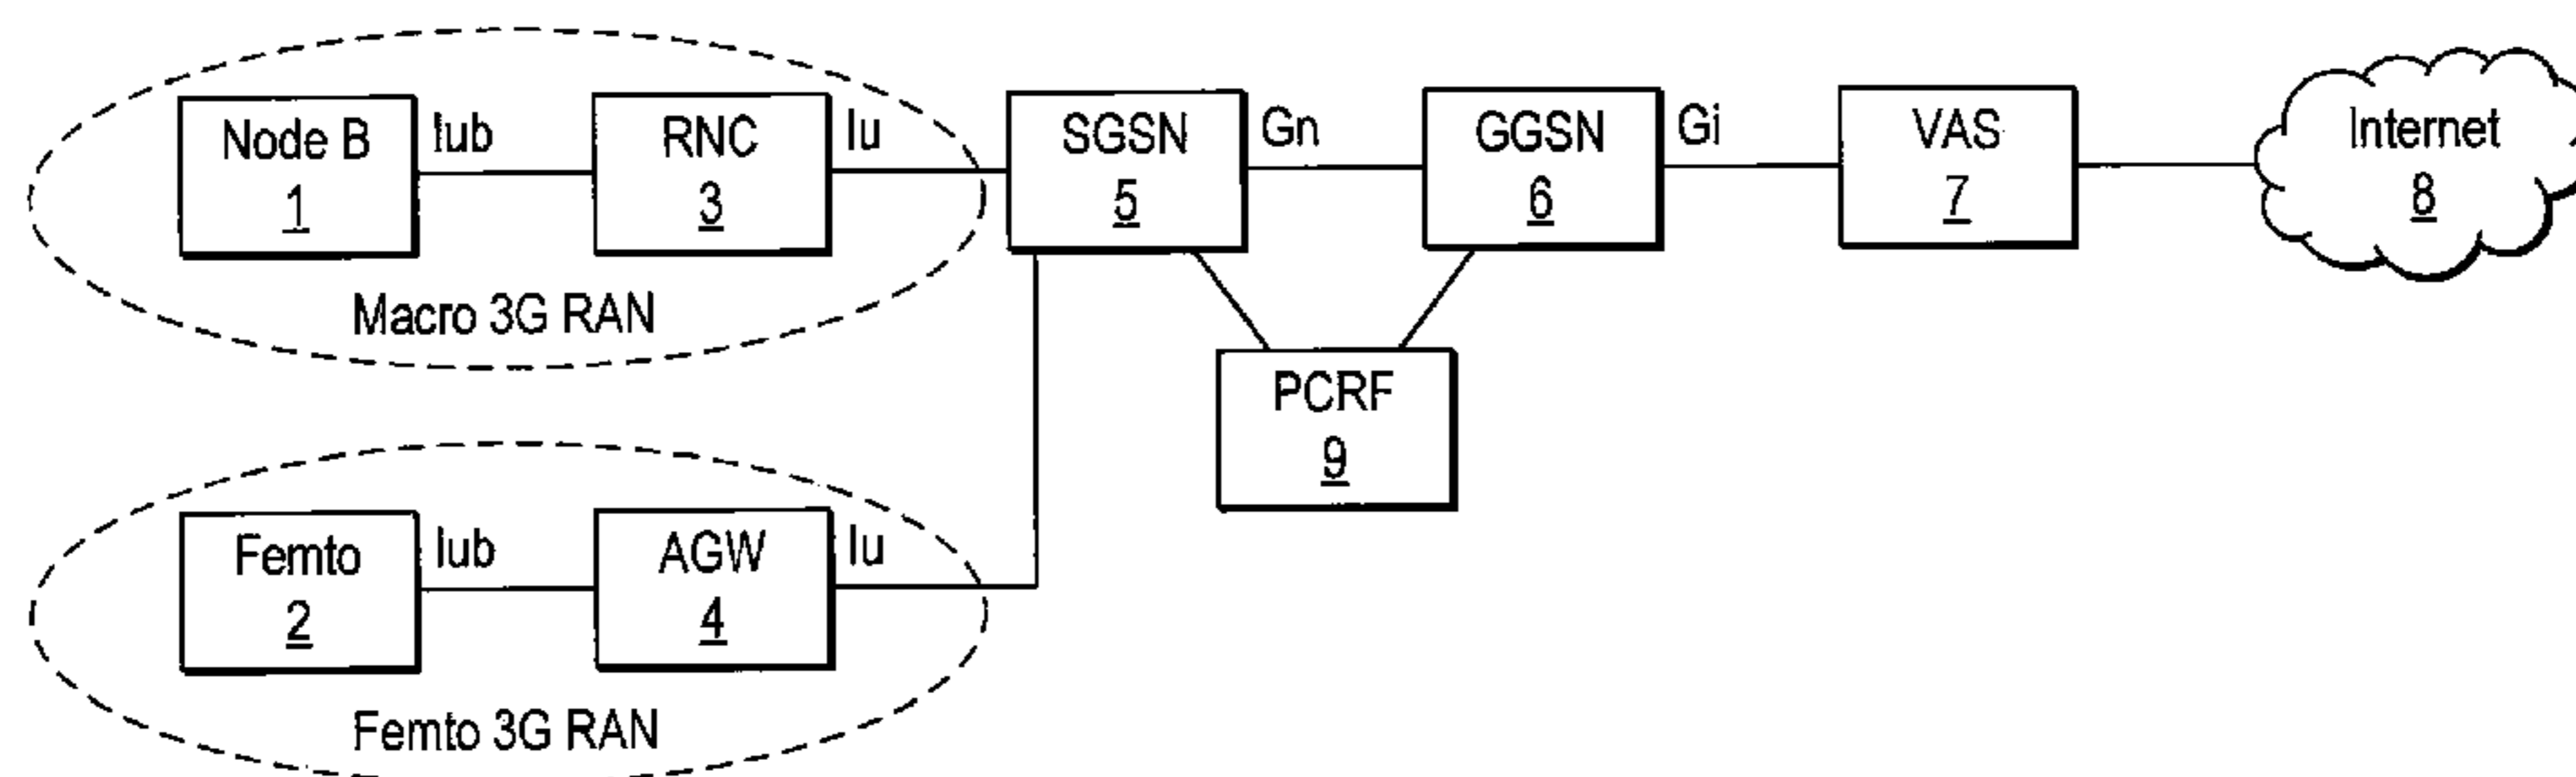 Node B
1
Iub
RNC
3
Iu
SGSN
5
Gn
GGSN
6
Gi
VAS
7
Internet
8
Macro 3G RAN
PCRF
9
Femto
2
Iub
AGW
4
Iu
Femto 3G RAN